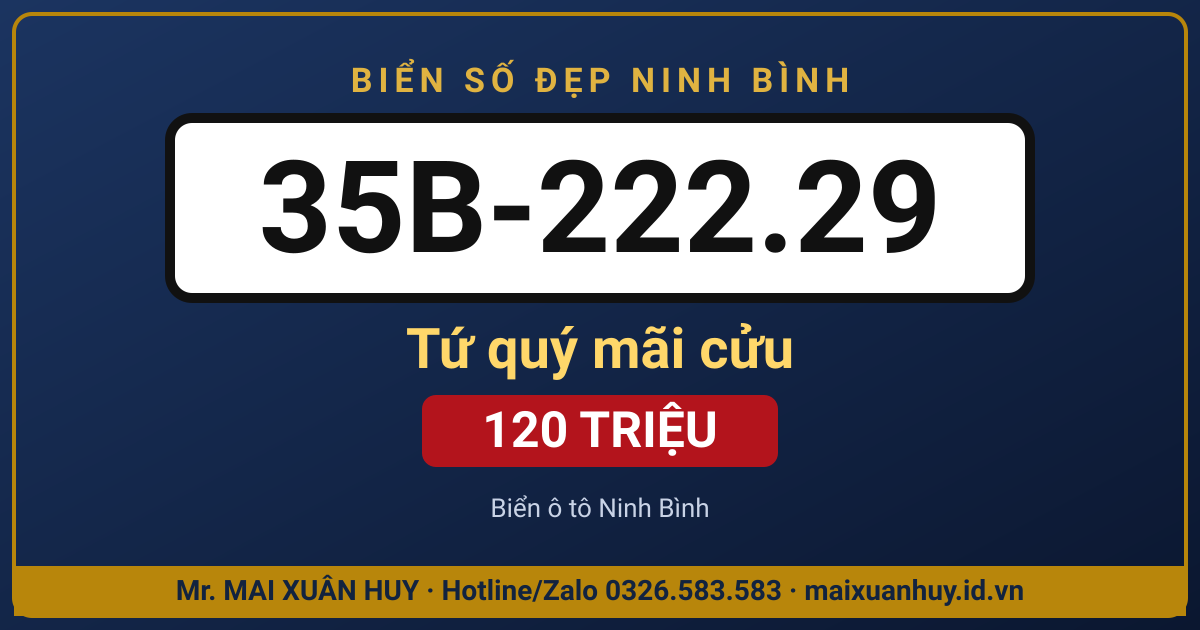 BIỂN SỐ ĐẸP NINH BÌNH
35B-222.29
Tứ quý mãi cửu
120 TRIỆU
Biển ô tô Ninh Bình
Mr. MAI XUÂN HUY · Hotline/Zalo 0326.583.583 · maixuanhuy.id.vn